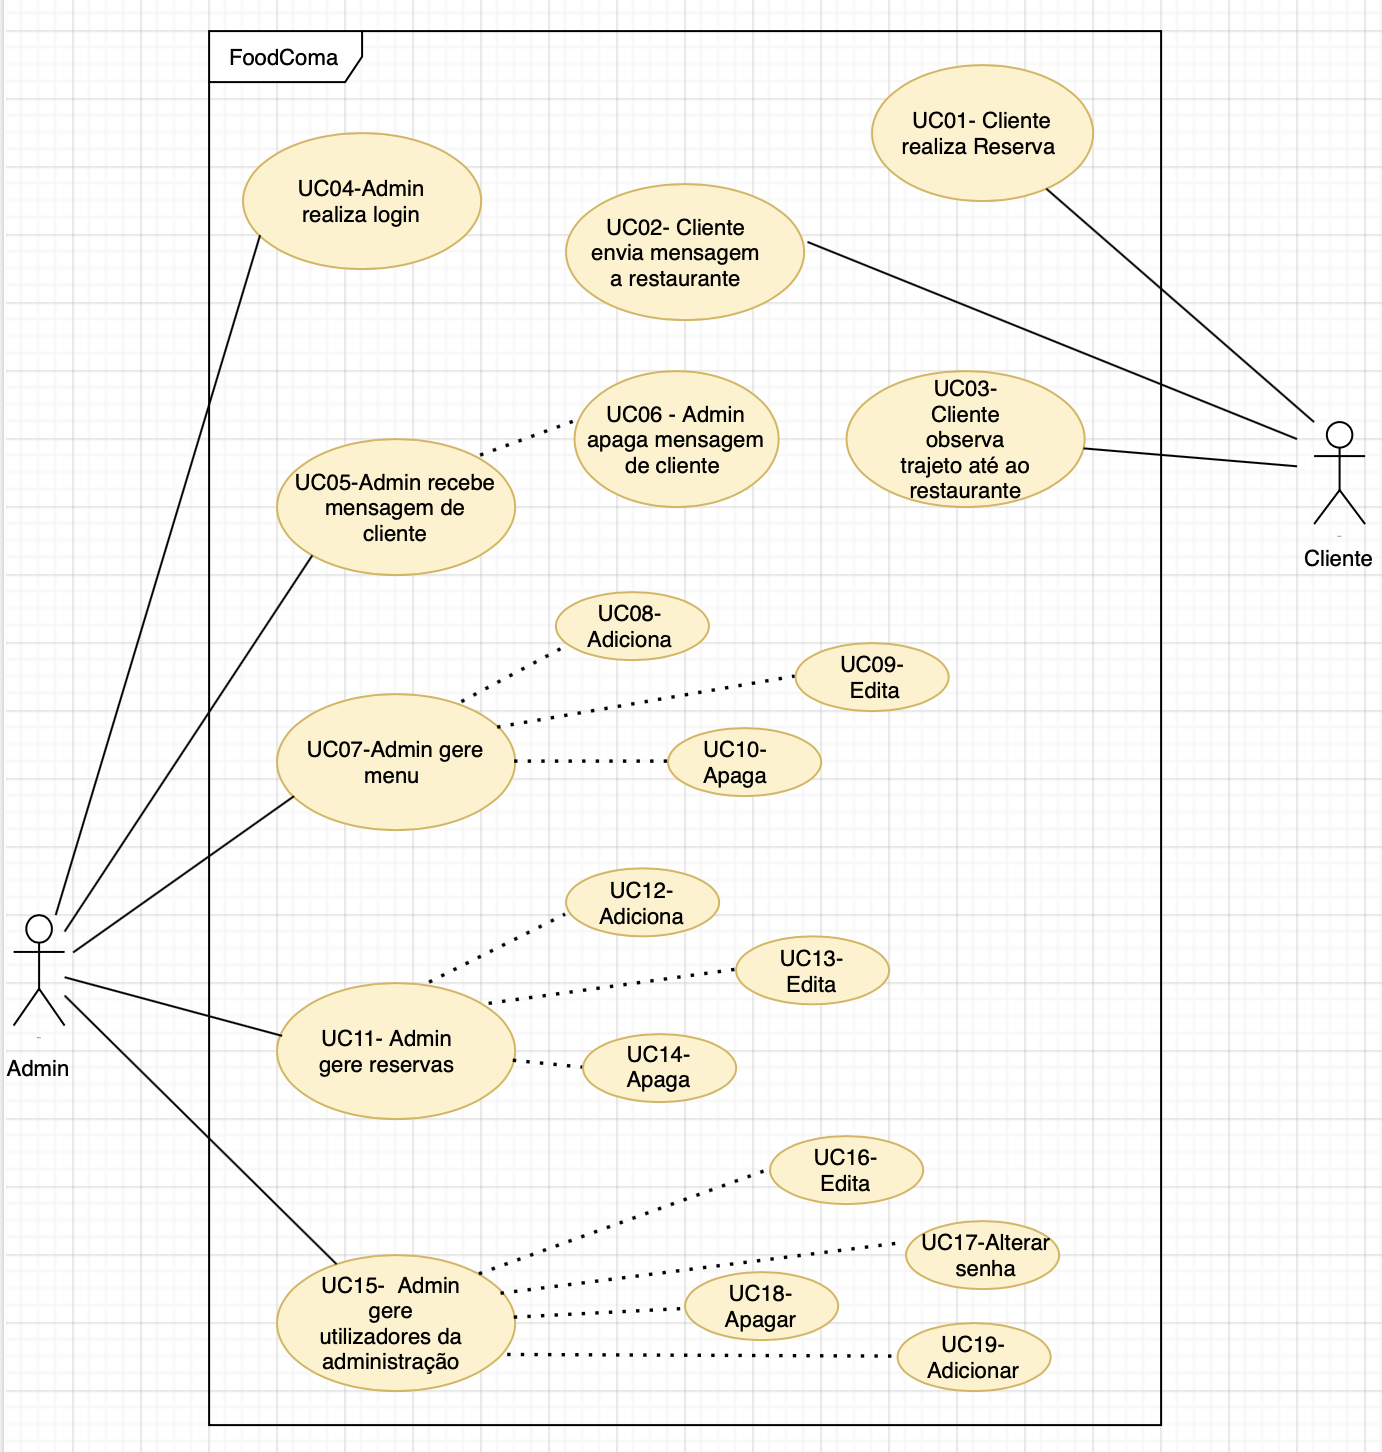 FoodComa
UC01- Cliente
realiza Reserva
UC04-Admin
realiza login
UC02- Cliente
envia mensagem
a restaurante
UC03-
Cliente
observa
trajeto até ao
restaurante
UC06 - Admin
apaga mensagem
de cliente
UC05-Admin recebe
mensagem de
cliente
Cliente
UC08-
Adiciona
UC09-
Edita
UC07-Admin gere
menu
UC10-
Apaga
UC12-
Adiciona
UC13-
Edita
UC11- Admin
gere reservas
UC14-
Apaga
Admin
UC16-
Edita
UC17-Alterar
senha
UC15- Admin
gere
utilizadores da
administração
UC18-
Apagar
UC19-
Adicionar